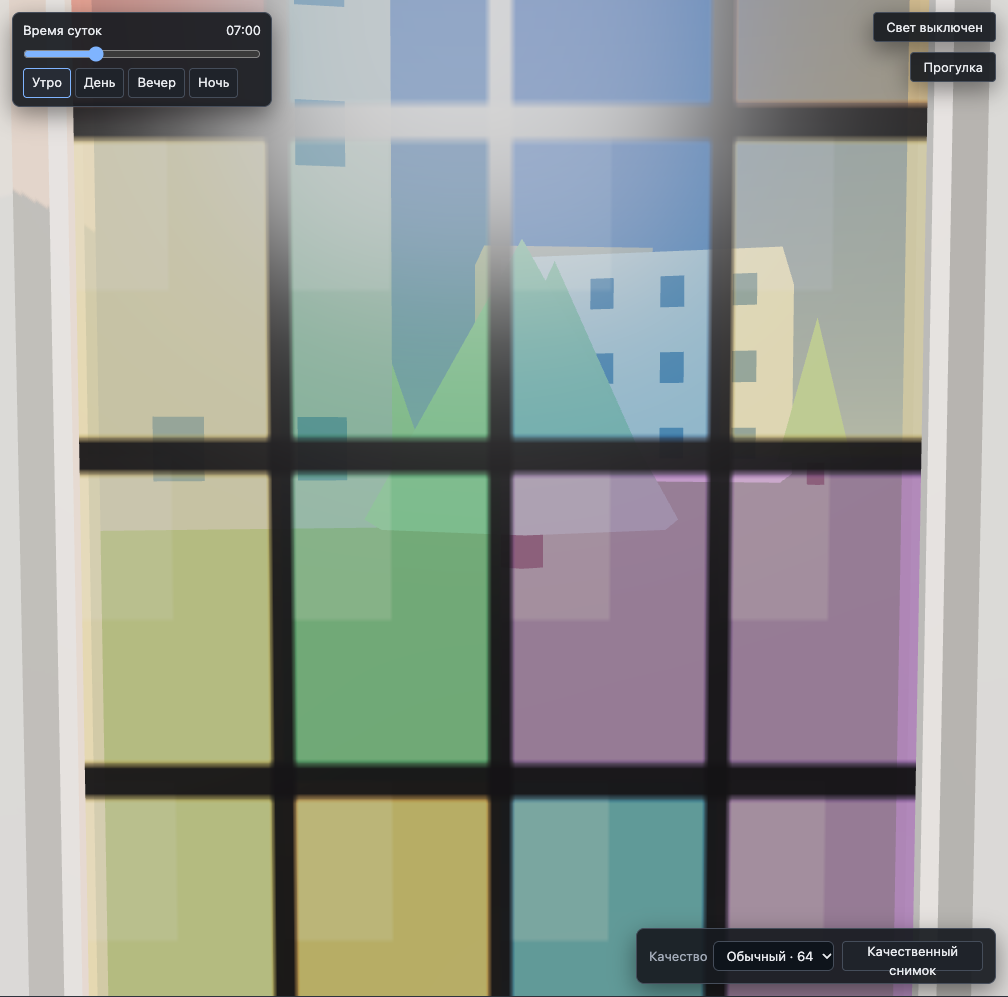 Время суток 07:00
Утро День Вечер Ночь
Свет выключен
Прогулка
Качество Обычный · 64 Качественный
снимок